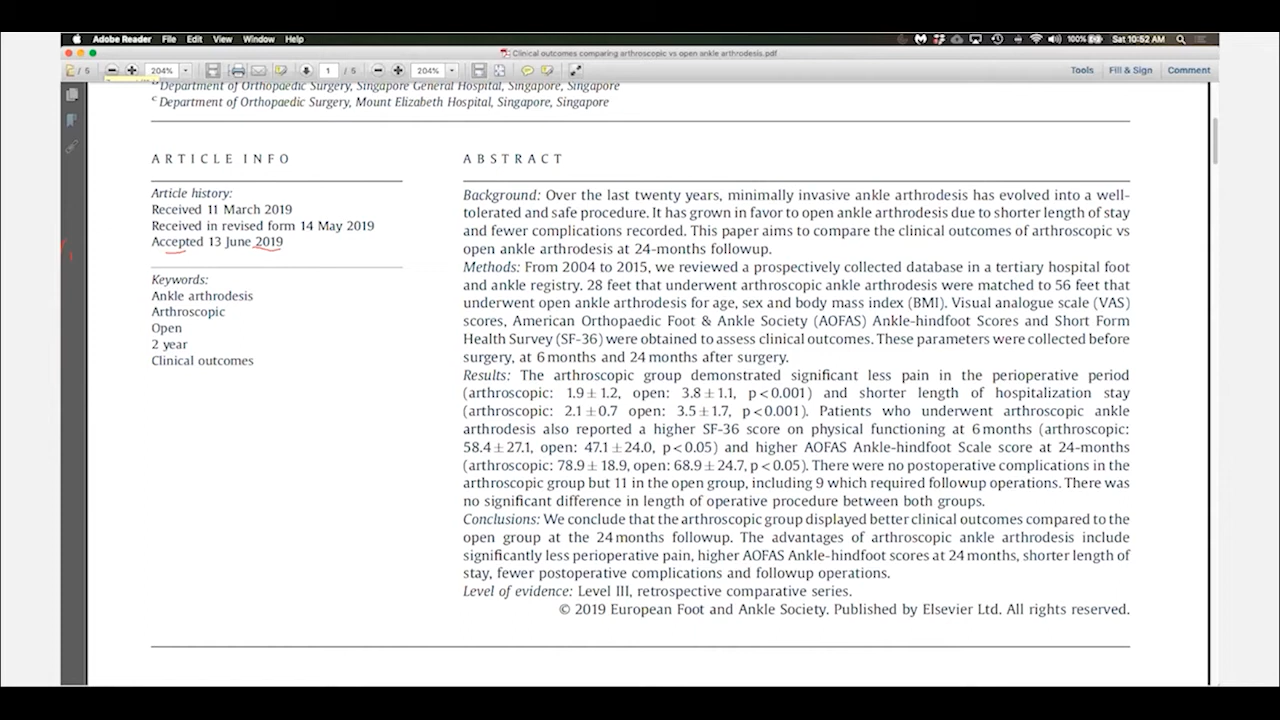 Adobe Reader File Edit View Window Help 100% Sat 10:52 AM
Clinical outcomes comparing arthroscopic vs open ankle arthrodesis.pdf
/ 5 204% 1 / 5 204% Tools Fill & Sign Comment
b Department of Orthopaedic Surgery, Singapore General Hospital, Singapore, Singapore
c Department of Orthopaedic Surgery, Mount Elizabeth Hospital, Singapore, Singapore
ARTICLE INFO
Article history:
Received 11 March 2019
Received in revised form 14 May 2019
Accepted 13 June 2019
Keywords:
Ankle arthrodesis
Arthroscopic
Open
2 year
Clinical outcomes
ABSTRACT
Background: Over the last twenty years, minimally invasive ankle arthrodesis has evolved into a well-
tolerated and safe procedure. It has grown in favor to open ankle arthrodesis due to shorter length of stay
and fewer complications recorded. This paper aims to compare the clinical outcomes of arthroscopic vs
open ankle arthrodesis at 24-months followup.
Methods: From 2004 to 2015, we reviewed a prospectively collected database in a tertiary hospital foot
and ankle registry. 28 feet that underwent arthroscopic ankle arthrodesis were matched to 56 feet that
underwent open ankle arthrodesis for age, sex and body mass index (BMI). Visual analogue scale (VAS)
scores, American Orthopaedic Foot & Ankle Society (AOFAS) Ankle-hindfoot Scores and Short Form
Health Survey (SF-36) were obtained to assess clinical outcomes. These parameters were collected before
surgery, at 6 months and 24 months after surgery.
Results: The arthroscopic group demonstrated significant less pain in the perioperative period
(arthroscopic: 1.9 ± 1.2, open: 3.8 ± 1.1, p < 0.001) and shorter length of hospitalization stay
(arthroscopic: 2.1 ± 0.7 open: 3.5 ± 1.7, p < 0.001). Patients who underwent arthroscopic ankle
arthrodesis also reported a higher SF-36 score on physical functioning at 6 months (arthroscopic:
58.4 ± 27.1, open: 47.1 ± 24.0, p < 0.05) and higher AOFAS Ankle-hindfoot Scale score at 24-months
(arthroscopic: 78.9 ± 18.9, open: 68.9 ± 24.7, p < 0.05). There were no postoperative complications in the
arthroscopic group but 11 in the open group, including 9 which required followup operations. There was
no significant difference in length of operative procedure between both groups.
Conclusions: We conclude that the arthroscopic group displayed better clinical outcomes compared to the
open group at the 24 months followup. The advantages of arthroscopic ankle arthrodesis include
significantly less perioperative pain, higher AOFAS Ankle-hindfoot scores at 24 months, shorter length of
stay, fewer postoperative complications and followup operations.
Level of evidence: Level III, retrospective comparative series.
© 2019 European Foot and Ankle Society. Published by Elsevier Ltd. All rights reserved.